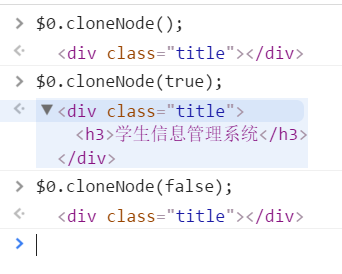 $0.cloneNode();
<div class="title"></div>
$0.cloneNode(true);
<div class="title">
<h3>学生信息管理系统</h3>
</div>
$0.cloneNode(false);
<div class="title"></div>